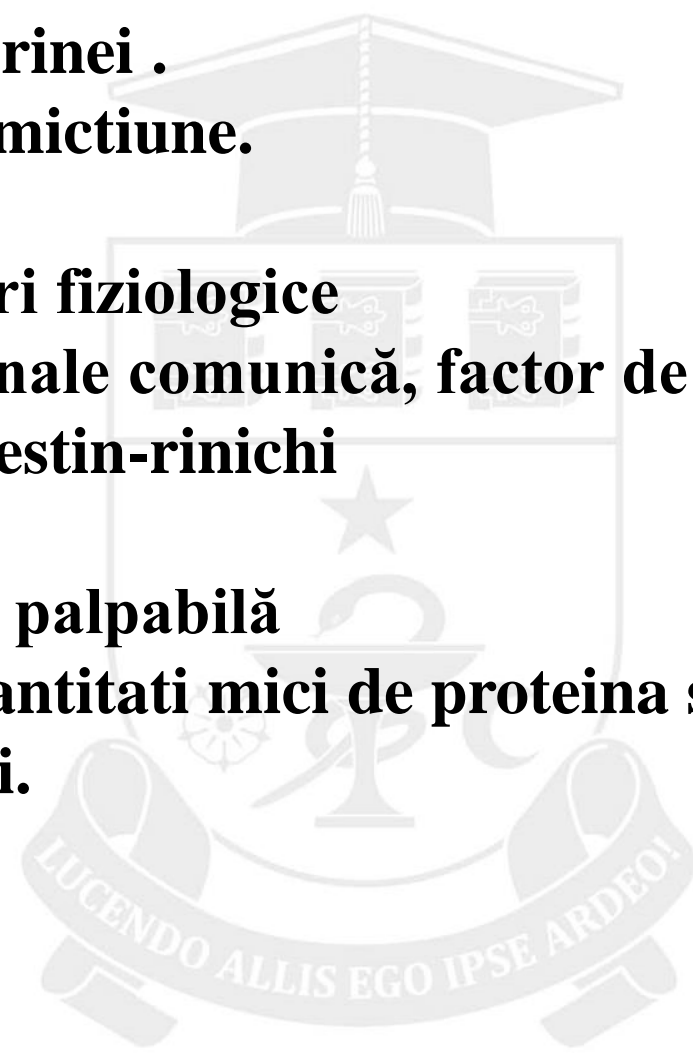 rinei .
mictiune.
ri fiziologice
nale comunică, factor de
estin-rinichi
palpabilă
antitati mici de proteina s
i.
LUCENDO ALLIS EGO IPSE ARDEO!